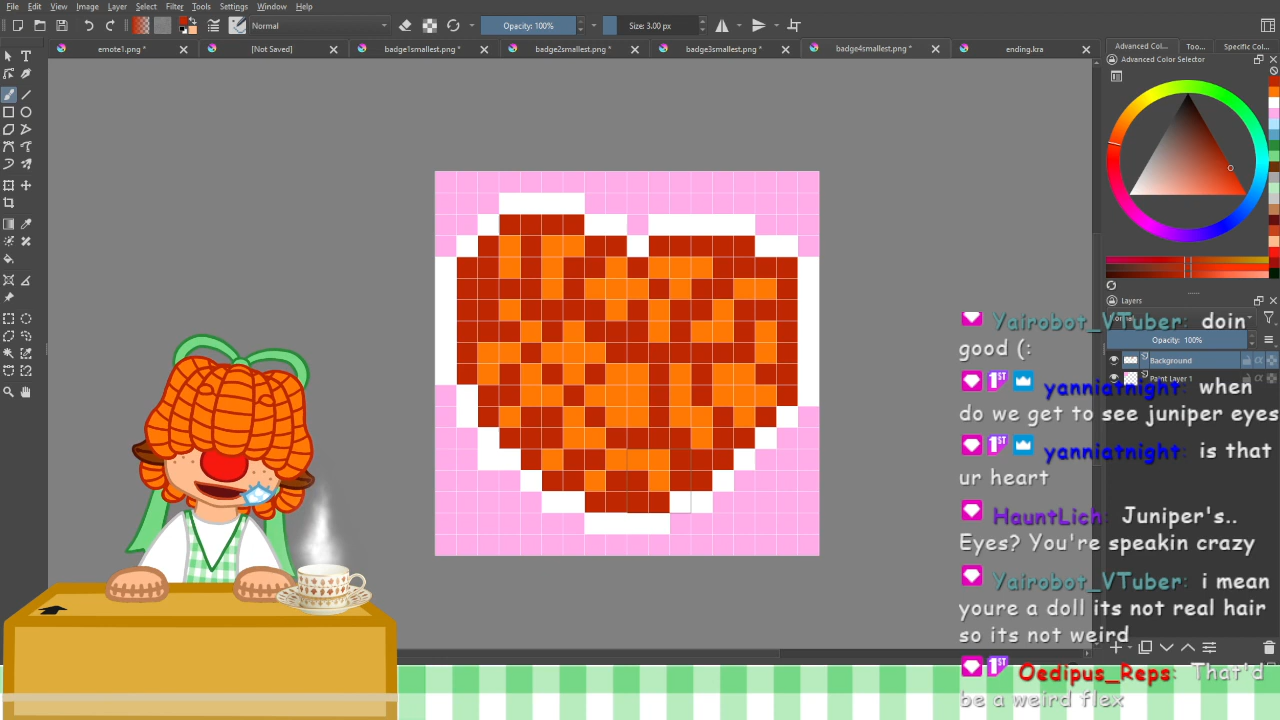 File Edit View Image Layer Select Filter Tools Settings Window Help
Normal Opacity: 100% Size: 3.00 px
emote1.png * [Not Saved] badge1smallest.png * badge2smallest.png * badge3smallest.png * badge4smallest.png * ending.kra
Advanced Col... Too... Specific Col...
Advanced Color Selector
Layers
Opacity: 100%
Background
Paint Layer 1
Yairobot_VTuber: doin
good (:
1ST yanniatnight: when
do we get to see juniper eyes
1ST yanniatnight: is that
ur heart
HauntLich: Juniper's..
Eyes? You're speakin crazy
Yairobot_VTuber: i mean
youre a doll its not real hair
so its not weird
1ST Oedipus_Reps: That'd
be a weird flex